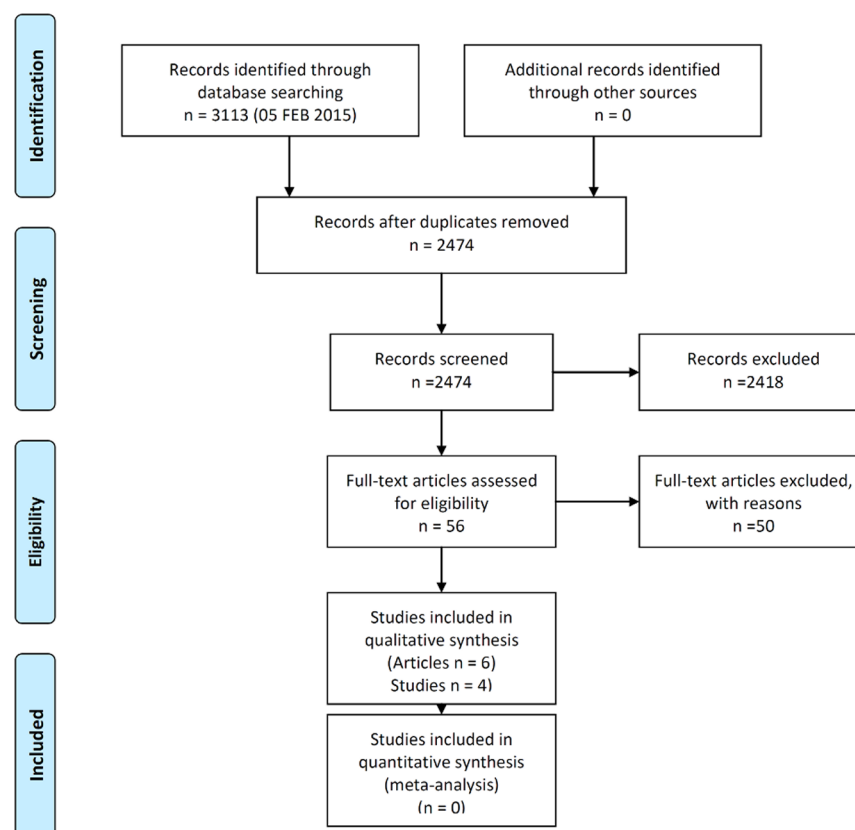 Identification
Records identified through
database searching
n = 3113 (05 FEB 2015)
Additional records identified
through other sources
n = 0
Records after duplicates removed
n = 2474
Screening
Records screened
n =2474
Records excluded
n =2418
Eligibility
Full-text articles assessed
for eligibility
n = 56
Full-text articles excluded,
with reasons
n =50
Studies included in
qualitative synthesis
(Articles n = 6)
Studies n = 4)
Included
Studies included in
quantitative synthesis
(meta-analysis)
(n = 0)